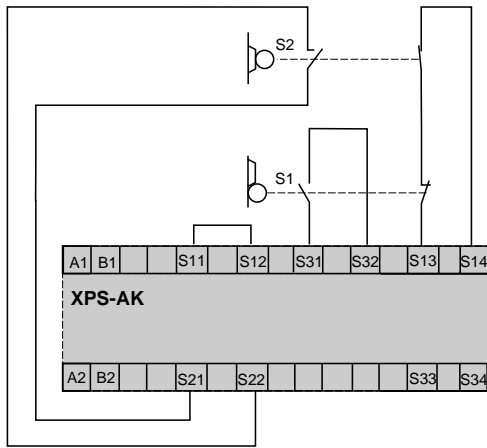 S2
S1
A1 B1 S11 S12 S31 S32 S13 S14
XPS-AK
A2 B2 S21 S22 S33 S34